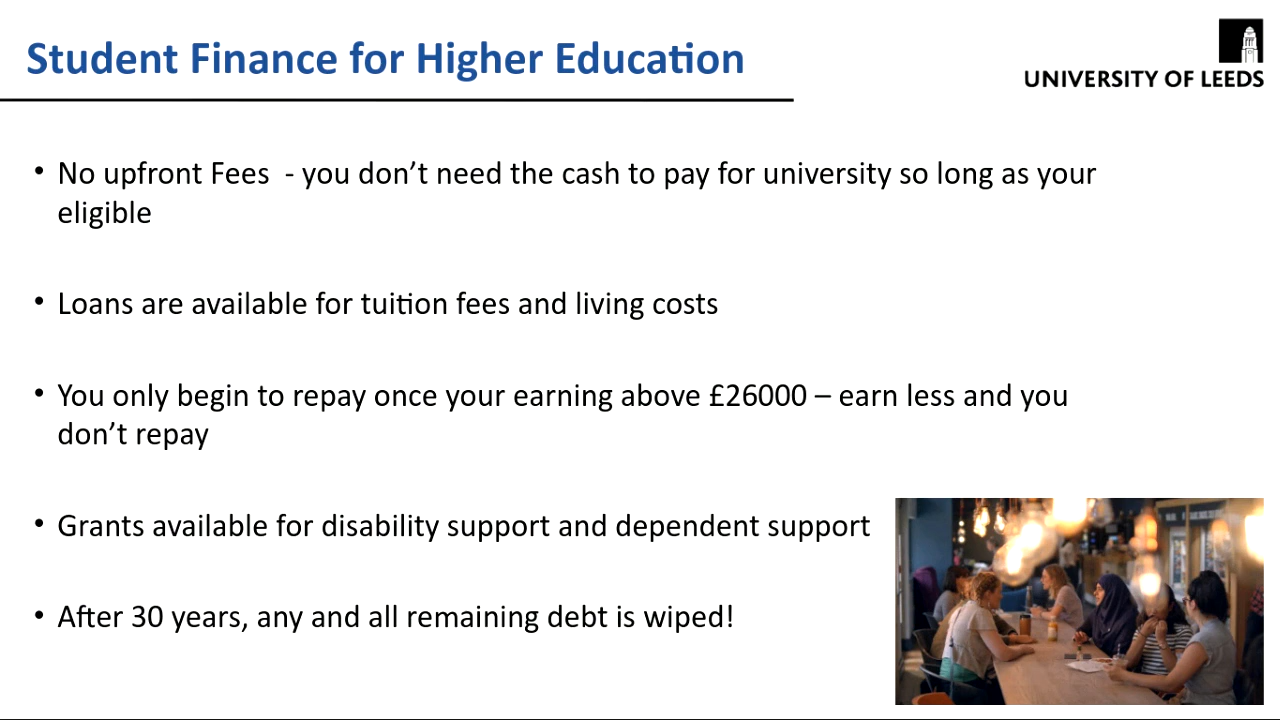 Student Finance for Higher Education
UNIVERSITY OF LEEDS
• No upfront Fees  - you don’t need the cash to pay for university so long as your
eligible
• Loans are available for tuition fees and living costs
• You only begin to repay once your earning above £26000 – earn less and you
don’t repay
• Grants available for disability support and dependent support
• After 30 years, any and all remaining debt is wiped!